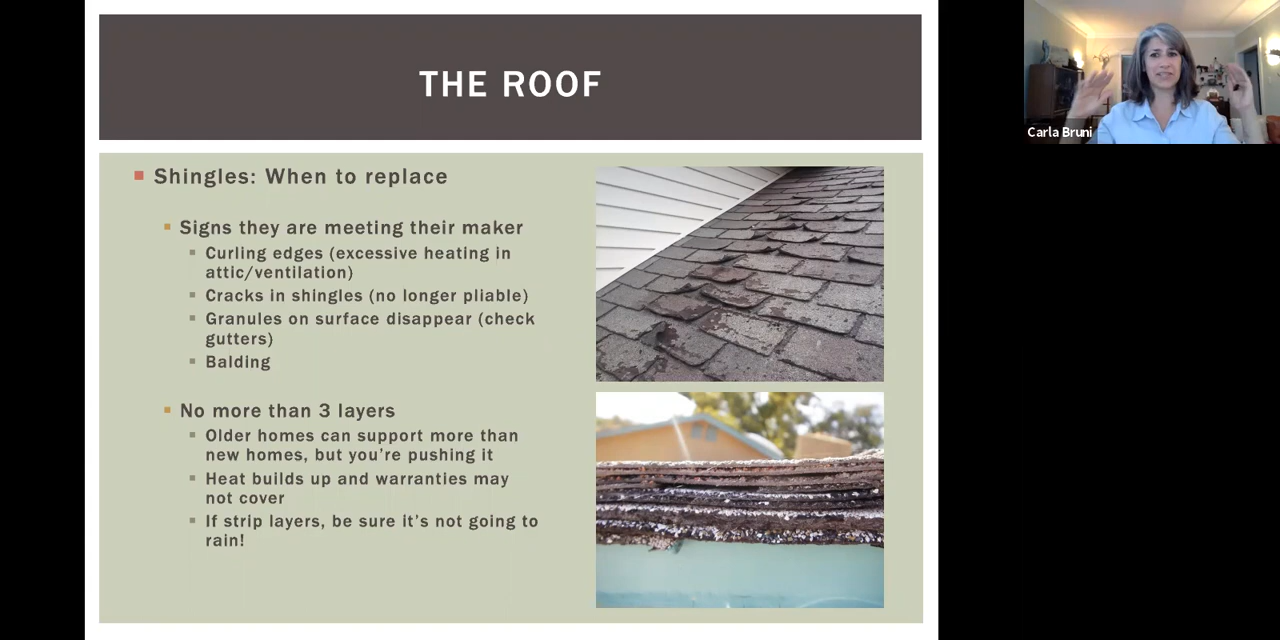 THE ROOF
Shingles: When to replace
Signs they are meeting their maker
Curling edges (excessive heating in
attic/ventilation)
Cracks in shingles (no longer pliable)
Granules on surface disappear (check
gutters)
Balding
No more than 3 layers
Older homes can support more than
new homes, but you're pushing it
Heat builds up and warranties may
not cover
If strip layers, be sure it's not going to
rain!
Carla Bruni